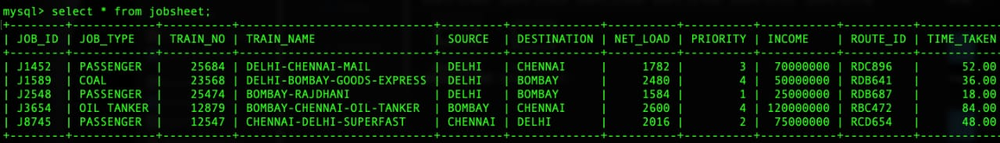 mysql> select * from jobsheet;
+--------+------------+----------+----------------------------+---------+-------------+----------+----------+-----------+----------+------------
| JOB_ID | JOB_TYPE | TRAIN_NO | TRAIN_NAME | SOURCE | DESTINATION | NET_LOAD | PRIORITY | INCOME | ROUTE_ID | TIME_TAKEN
+--------+------------+----------+----------------------------+---------+-------------+----------+----------+-----------+----------+------------
| J1452 | PASSENGER | 25684 | DELHI-CHENNAI-MAIL | DELHI | CHENNAI | 1782 | 3 | 70000000 | RDC896 | 52.00
| J1589 | COAL | 23568 | DELHI-BOMBAY-GOODS-EXPRESS | DELHI | BOMBAY | 2480 | 4 | 50000000 | RDB641 | 36.00
| J2548 | PASSENGER | 25474 | BOMBAY-RAJDHANI | DELHI | BOMBAY | 1584 | 1 | 25000000 | RDB687 | 18.00
| J3654 | OIL TANKER | 12879 | BOMBAY-CHENNAI-OIL-TANKER | BOMBAY | CHENNAI | 2600 | 4 | 120000000 | RBC472 | 84.00
| J8745 | PASSENGER | 12547 | CHENNAI-DELHI-SUPERFAST | CHENNAI | DELHI | 2016 | 2 | 75000000 | RCD654 | 48.00
+--------+------------+----------+----------------------------+---------+-------------+----------+----------+-----------+----------+------------